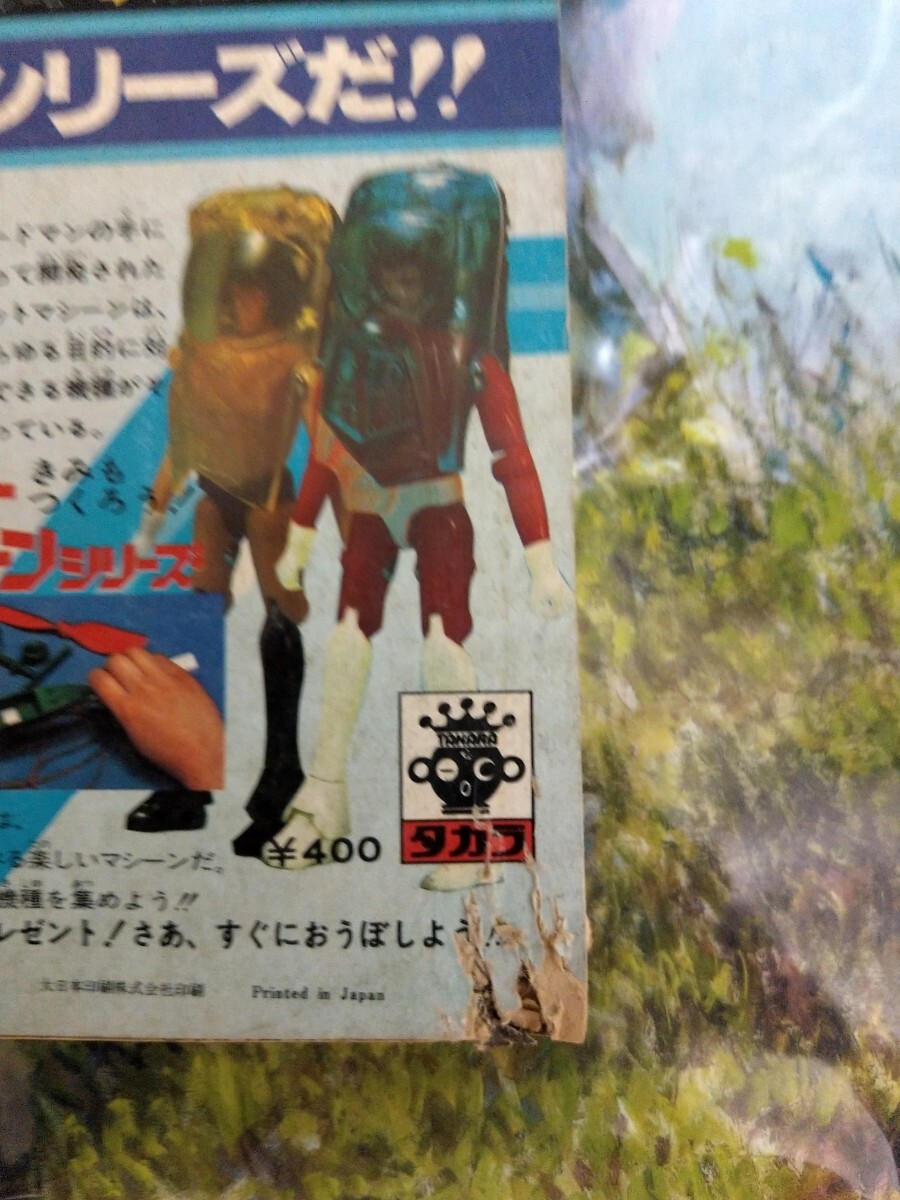 シリーズだ!!
ードマンの手に
って開発された
ットマシーンは、
らゆる目的に対
できる機種がそ
っている。
きみも
つくろう。
ーンシリーズ
TAKARA
タカラ
¥400
る楽しいマシーンだ。
機種を集めよう!!
レゼント!さあ、すぐにおうぼしよう!!
大日本印刷株式会社印刷 Printed in Japan